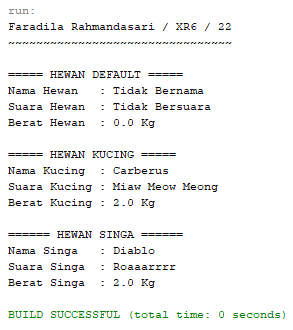 run:
Faradila Rahmandasari / XR6 / 22
~~~~~~~~~~~~~~~~~~~~~~~~~~~~~~~~
===== HEWAN DEFAULT =====
Nama Hewan   : Tidak Bernama
Suara Hewan  : Tidak Bersuara
Berat Hewan  : 0.0 Kg
===== HEWAN KUCING =====
Nama Kucing  : Carberus
Suara Kucing : Miaw Meow Meong
Berat Kucing : 2.0 Kg
====== HEWAN SINGA ======
Nama Singa   : Diablo
Suara Singa  : Roaaarrrr
Berat Singa  : 2.0 Kg
BUILD SUCCESSFUL (total time: 0 seconds)